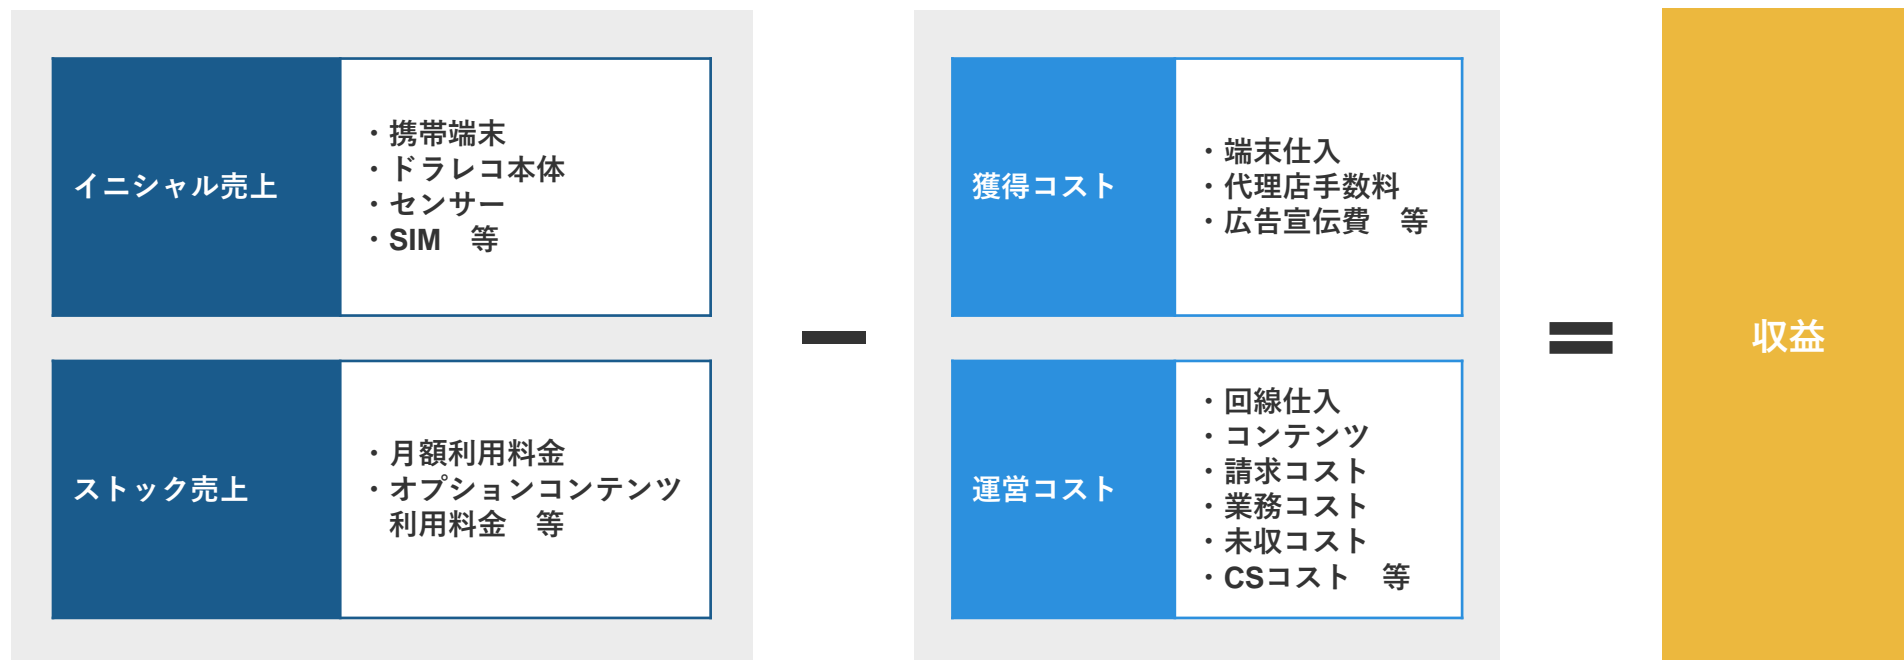 イニシャル売上
・携帯端末
・ドラレコ本体
・センサー
・SIM　等
ストック売上
・月額利用料金
・オプションコンテンツ
利用料金　等
獲得コスト
・端末仕入
・代理店手数料
・広告宣伝費　等
運営コスト
・回線仕入
・コンテンツ
・請求コスト
・業務コスト
・未収コスト
・CSコスト　等
収益